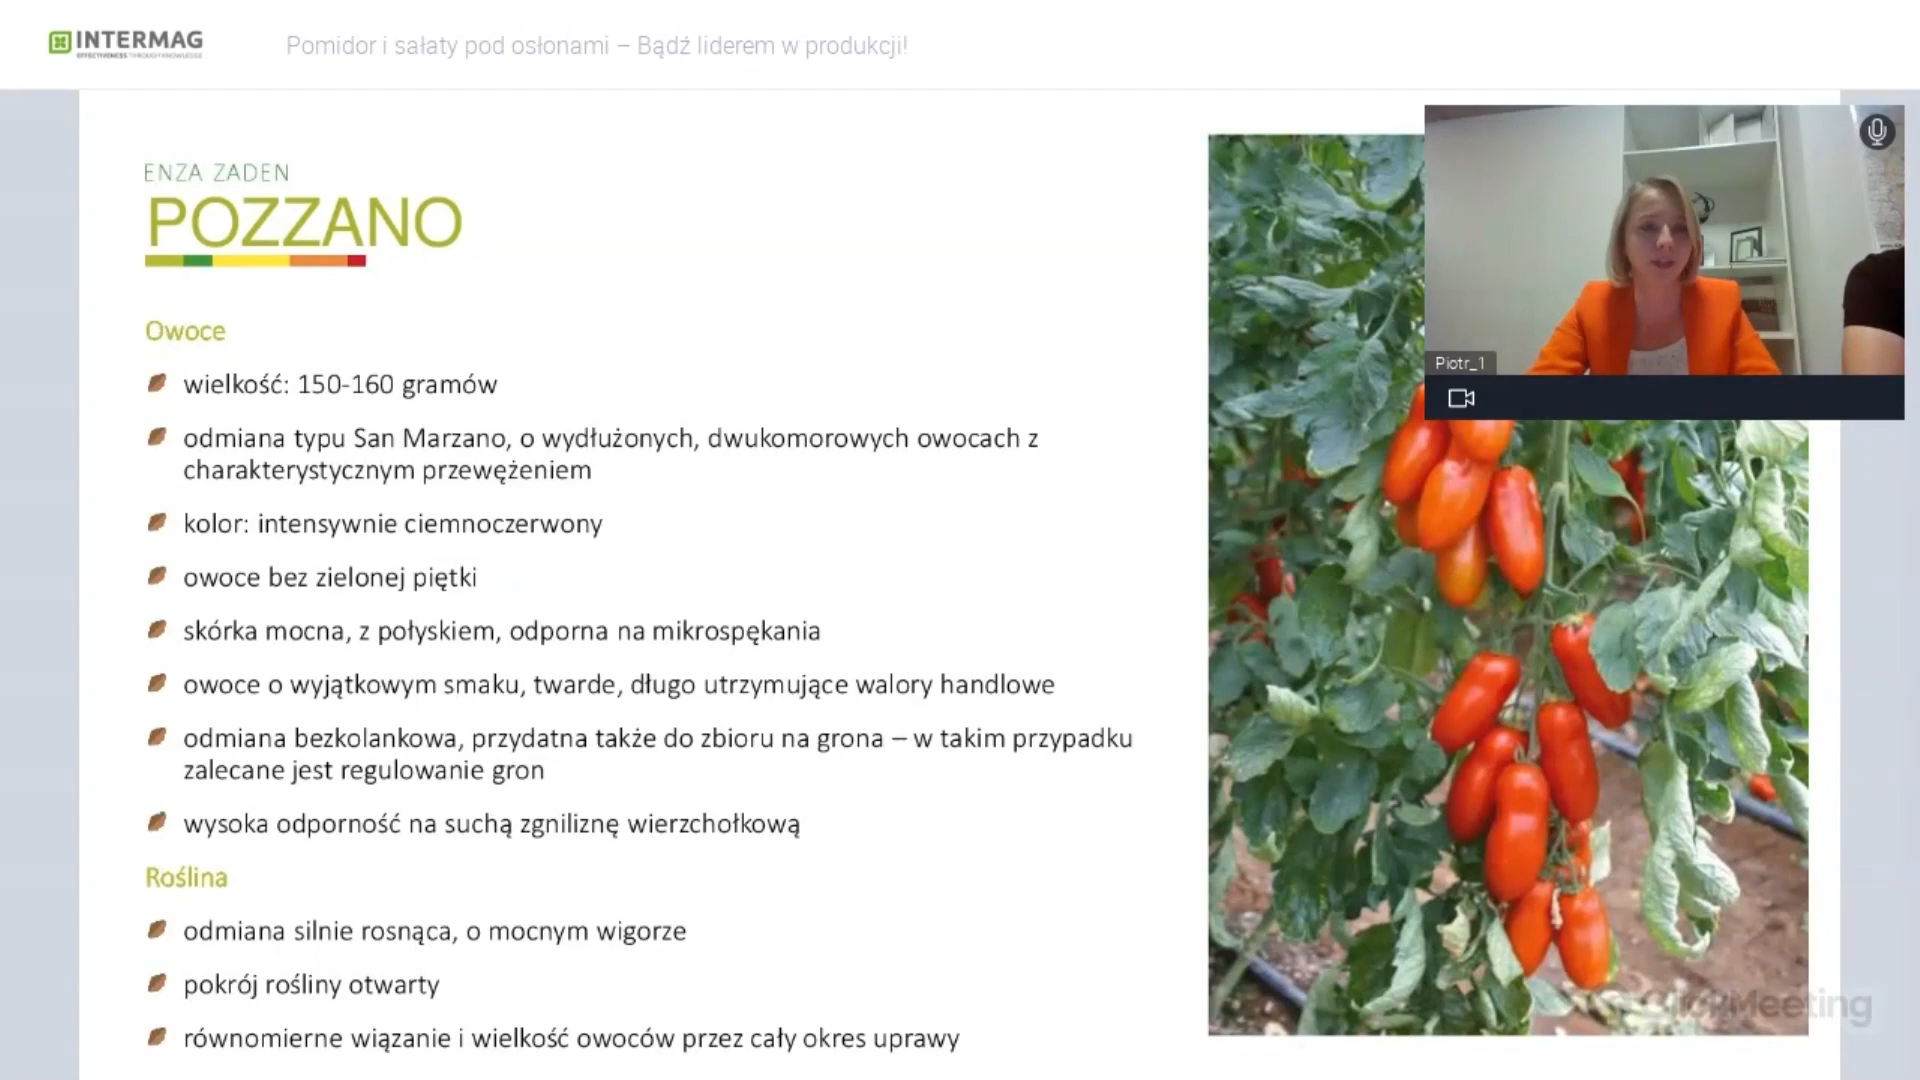 INTERMAG
EFFECTIVENESS THROUGH KNOWLEDGE
Pomidor i sałaty pod osłonami – Bądź liderem w produkcji!
ENZA ZADEN
POZZANO
Owoce
wielkość: 150-160 gramów
odmiana typu San Marzano, o wydłużonych, dwukomorowych owocach z
charakterystycznym przewężeniem
kolor: intensywnie ciemnoczerwony
owoce bez zielonej piętki
skórka mocna, z połyskiem, odporna na mikrospękania
owoce o wyjątkowym smaku, twarde, długo utrzymujące walory handlowe
odmiana bezkolankowa, przydatna także do zbioru na grona – w takim przypadku
zalecane jest regulowanie gron
wysoka odporność na suchą zgniliznę wierzchołkową
Roślina
odmiana silnie rosnąca, o mocnym wigorze
pokrój rośliny otwarty
równomierne wiązanie i wielkość owoców przez cały okres uprawy
Piotr_1
ClickMeeting